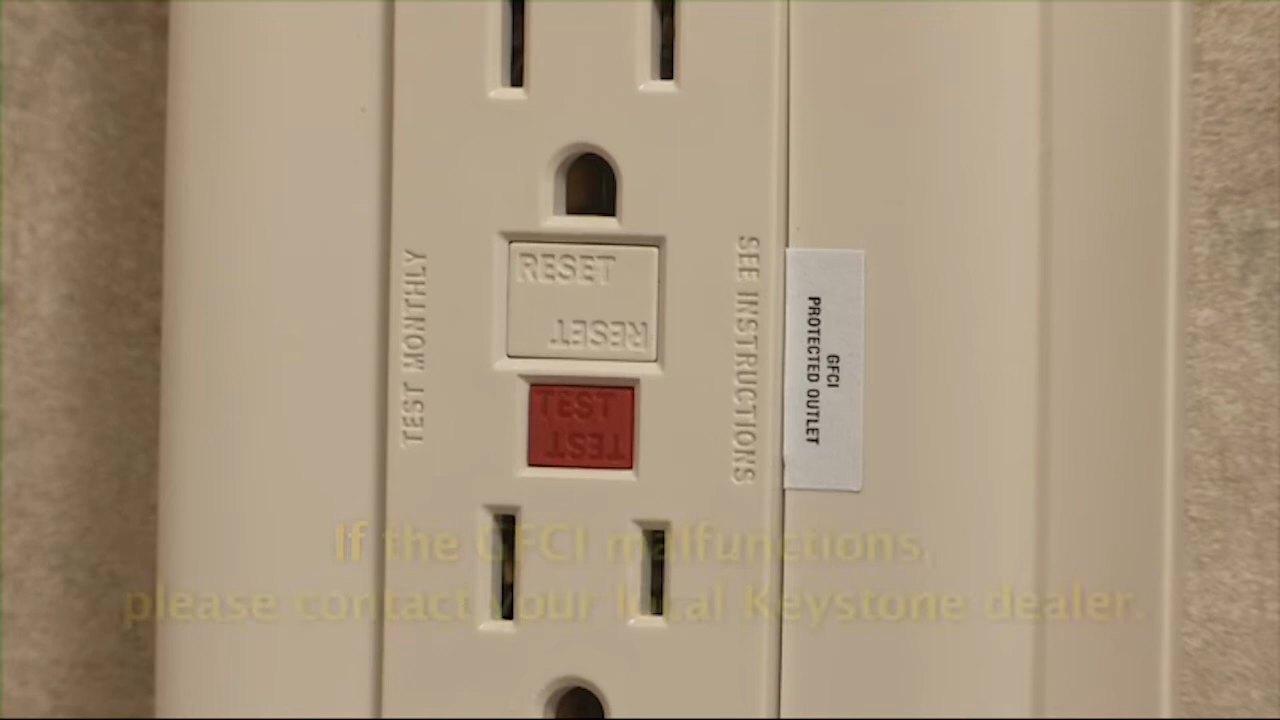 TEST MONTHLY
RESET
RESET
TEST
TEST
SEE INSTRUCTIONS
GFCI
PROTECTED OUTLET
If the GFCI malfunctions,
please contact your local Keystone dealer.